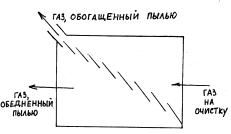 ГАЗ, ОБОГАЩЕННЫЙ ПЫЛЬЮ
ГАЗ,
ОБЕДНЕННЫЙ
ПЫЛЬЮ
ГАЗ
НА
ОЧИСТКУ